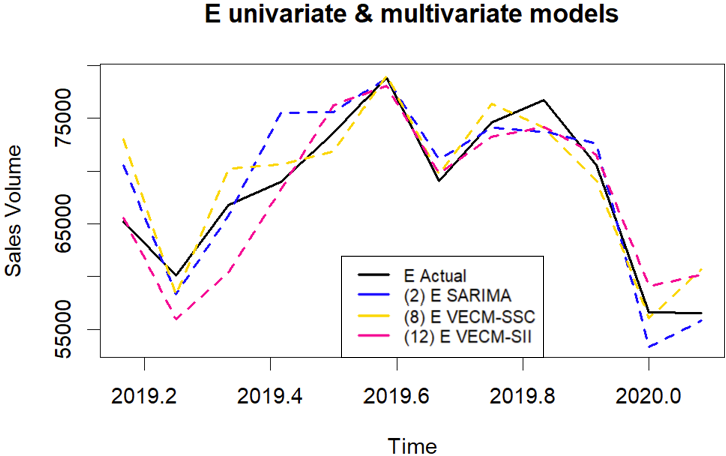 E univariate & multivariate models
Sales Volume
75000
65000
55000
E Actual
(2) E SARIMA
(8) E VECM-SSC
(12) E VECM-SII
2019.2 2019.4 2019.6 2019.8 2020.0
Time